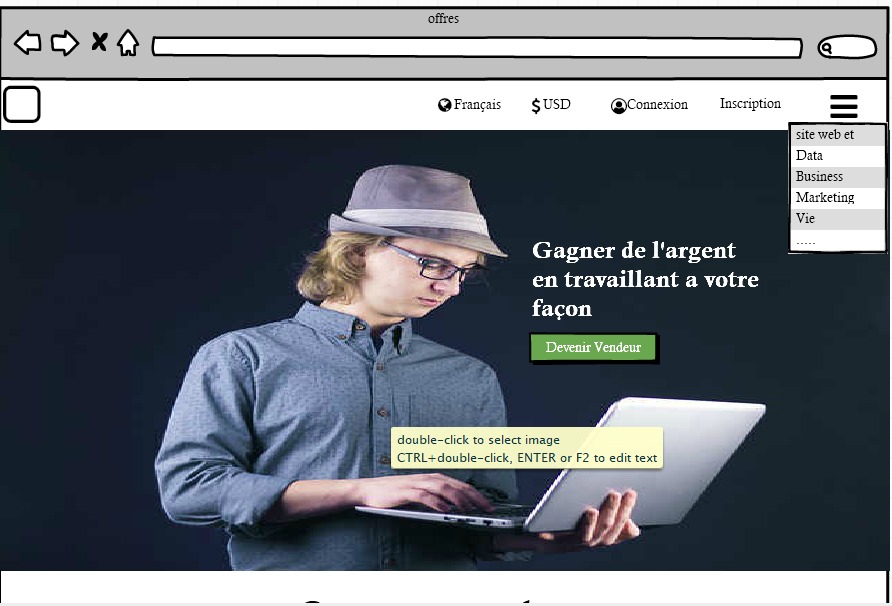 offres
Français
USD
Connexion
Inscription
site web et
Data
Business
Marketing
Vie
.....
Gagner de l'argent
en travaillant a votre
façon
Devenir Vendeur
double-click to select image
CTRL+double-click, ENTER or F2 to edit text